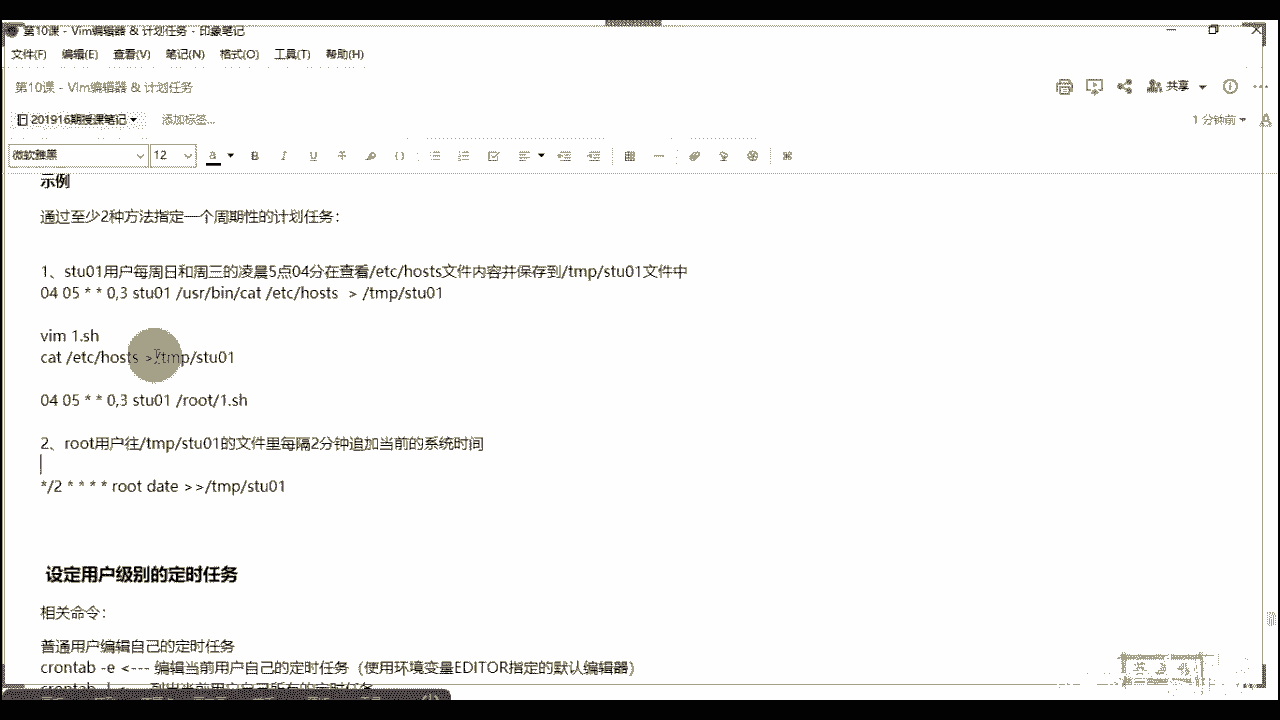 第10课 - Vim编辑器 & 计划任务 - 印象笔记
文件(F) 编辑(E) 查看(V) 笔记(N) 格式(O) 工具(T) 帮助(H)
第10课 - Vim编辑器 & 计划任务
共享
201916期授课笔记
添加标签...
1 分钟前
微软雅黑 12
示例
通过至少2种方法指定一个周期性的计划任务：
1、stu01用户每周日和周三的凌晨5点04分在查看/etc/hosts文件内容并保存到/tmp/stu01文件中
04 05 * * 0,3 stu01 /usr/bin/cat /etc/hosts > /tmp/stu01
vim 1.sh
cat /etc/hosts >/tmp/stu01
04 05 * * 0,3 stu01 /root/1.sh
2、root用户往/tmp/stu01的文件里每隔2分钟追加当前的系统时间
*/2 * * * * root date >>/tmp/stu01
设定用户级别的定时任务
相关命令：
普通用户编辑自己的定时任务
crontab -e <--- 编辑当前用户自己的定时任务（使用环境变量EDITOR指定的默认编辑器）